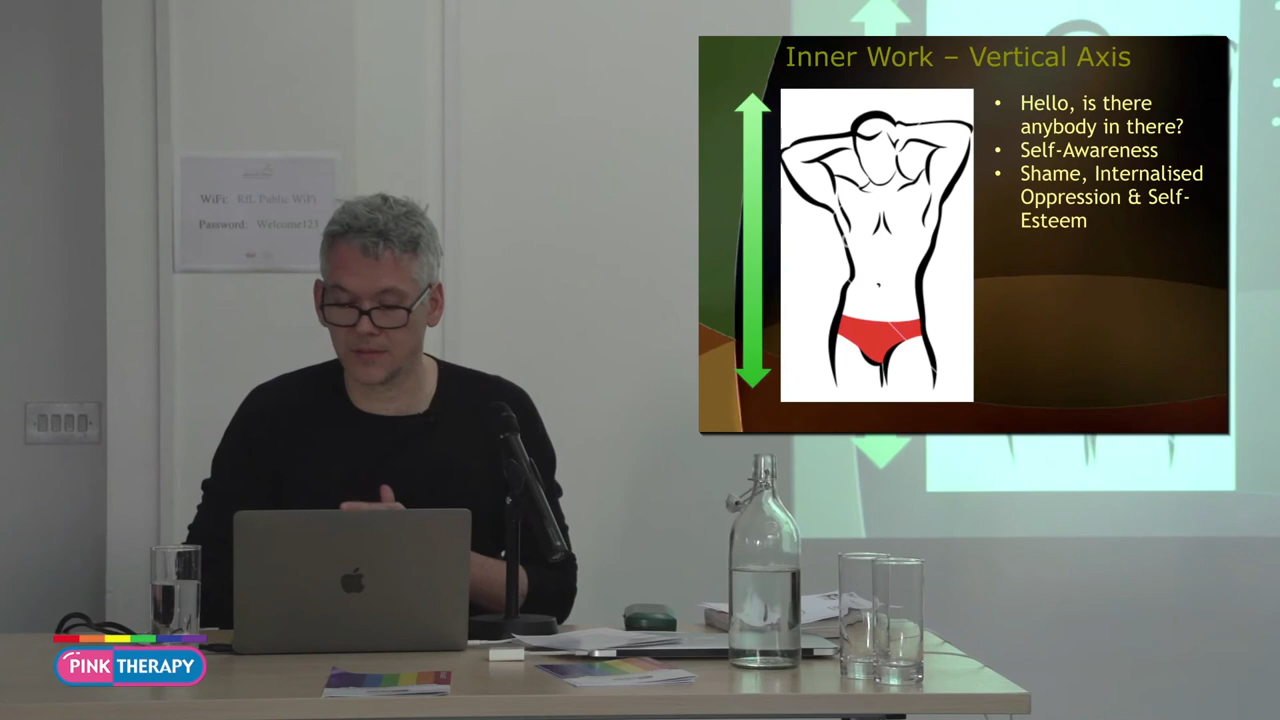 Inner Work – Vertical Axis
• Hello, is there
anybody in there?
• Self-Awareness
• Shame, Internalised
Oppression & Self-
Esteem
WiFi: RIL Public WiFi
Password: Welcome123
PINK THERAPY